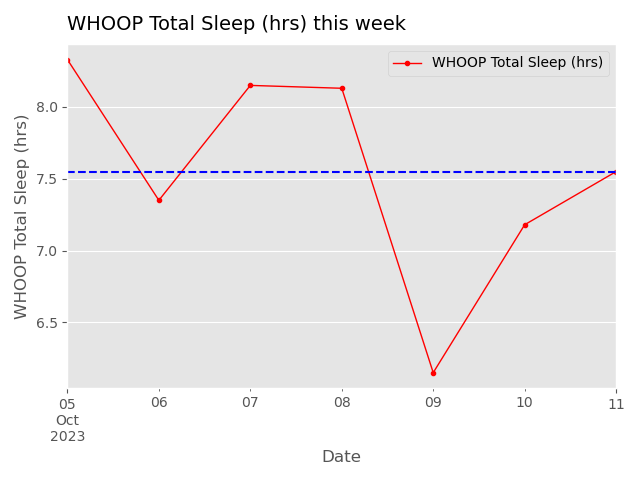 WHOOP Total Sleep (hrs) this week
WHOOP Total Sleep (hrs)
WHOOP Total Sleep (hrs)
8.0
7.5
7.0
6.5
05 06 07 08 09 10 11
Oct
2023
Date